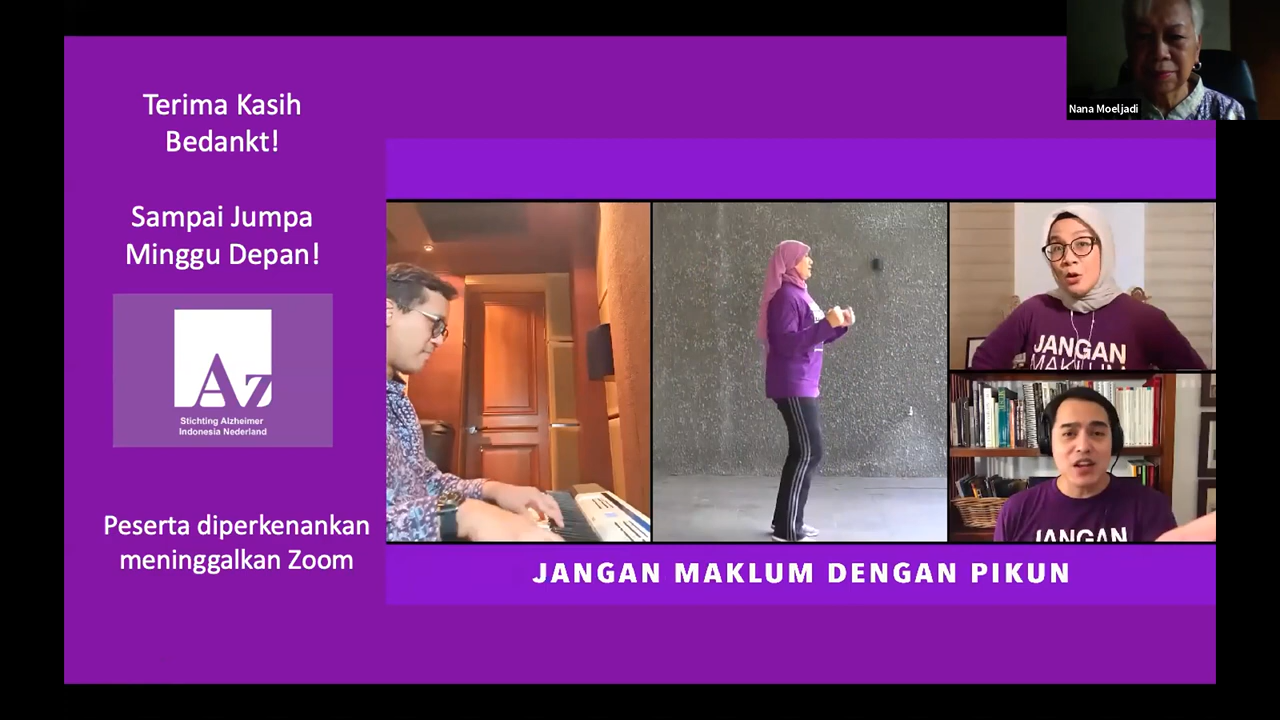 Terima Kasih
Bedankt!
Sampai Jumpa
Minggu Depan!
Az
Stichting Alzheimer
Indonesia Nederland
Peserta diperkenankan
meninggalkan Zoom
Nana Moeljadi
JANGAN
MAKLUM
JANGAN
JANGAN MAKLUM DENGAN PIKUN